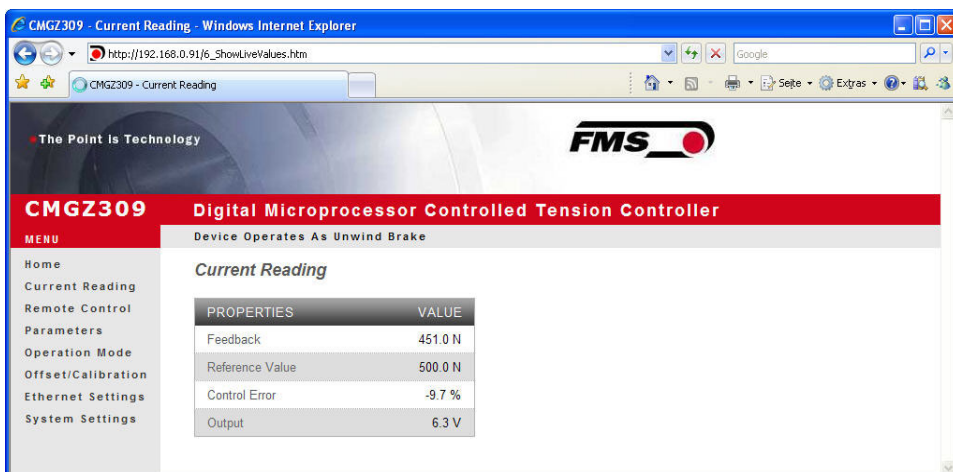 CMGZ309 - Current Reading - Windows Internet Explorer
http://192.168.0.91/6_ShowLiveValues.htm
Google
CMGZ309 - Current Reading
Seite
Extras
The Point Is Technology
FMS
CMGZ309
Digital Microprocessor Controlled Tension Controller
MENU
Device Operates As Unwind Brake
Home
Current Reading
Remote Control
Parameters
Operation Mode
Offset/Calibration
Ethernet Settings
System Settings
Current Reading
PROPERTIES VALUE
Feedback 451.0 N
Reference Value 500.0 N
Control Error -9.7 %
Output 6.3 V